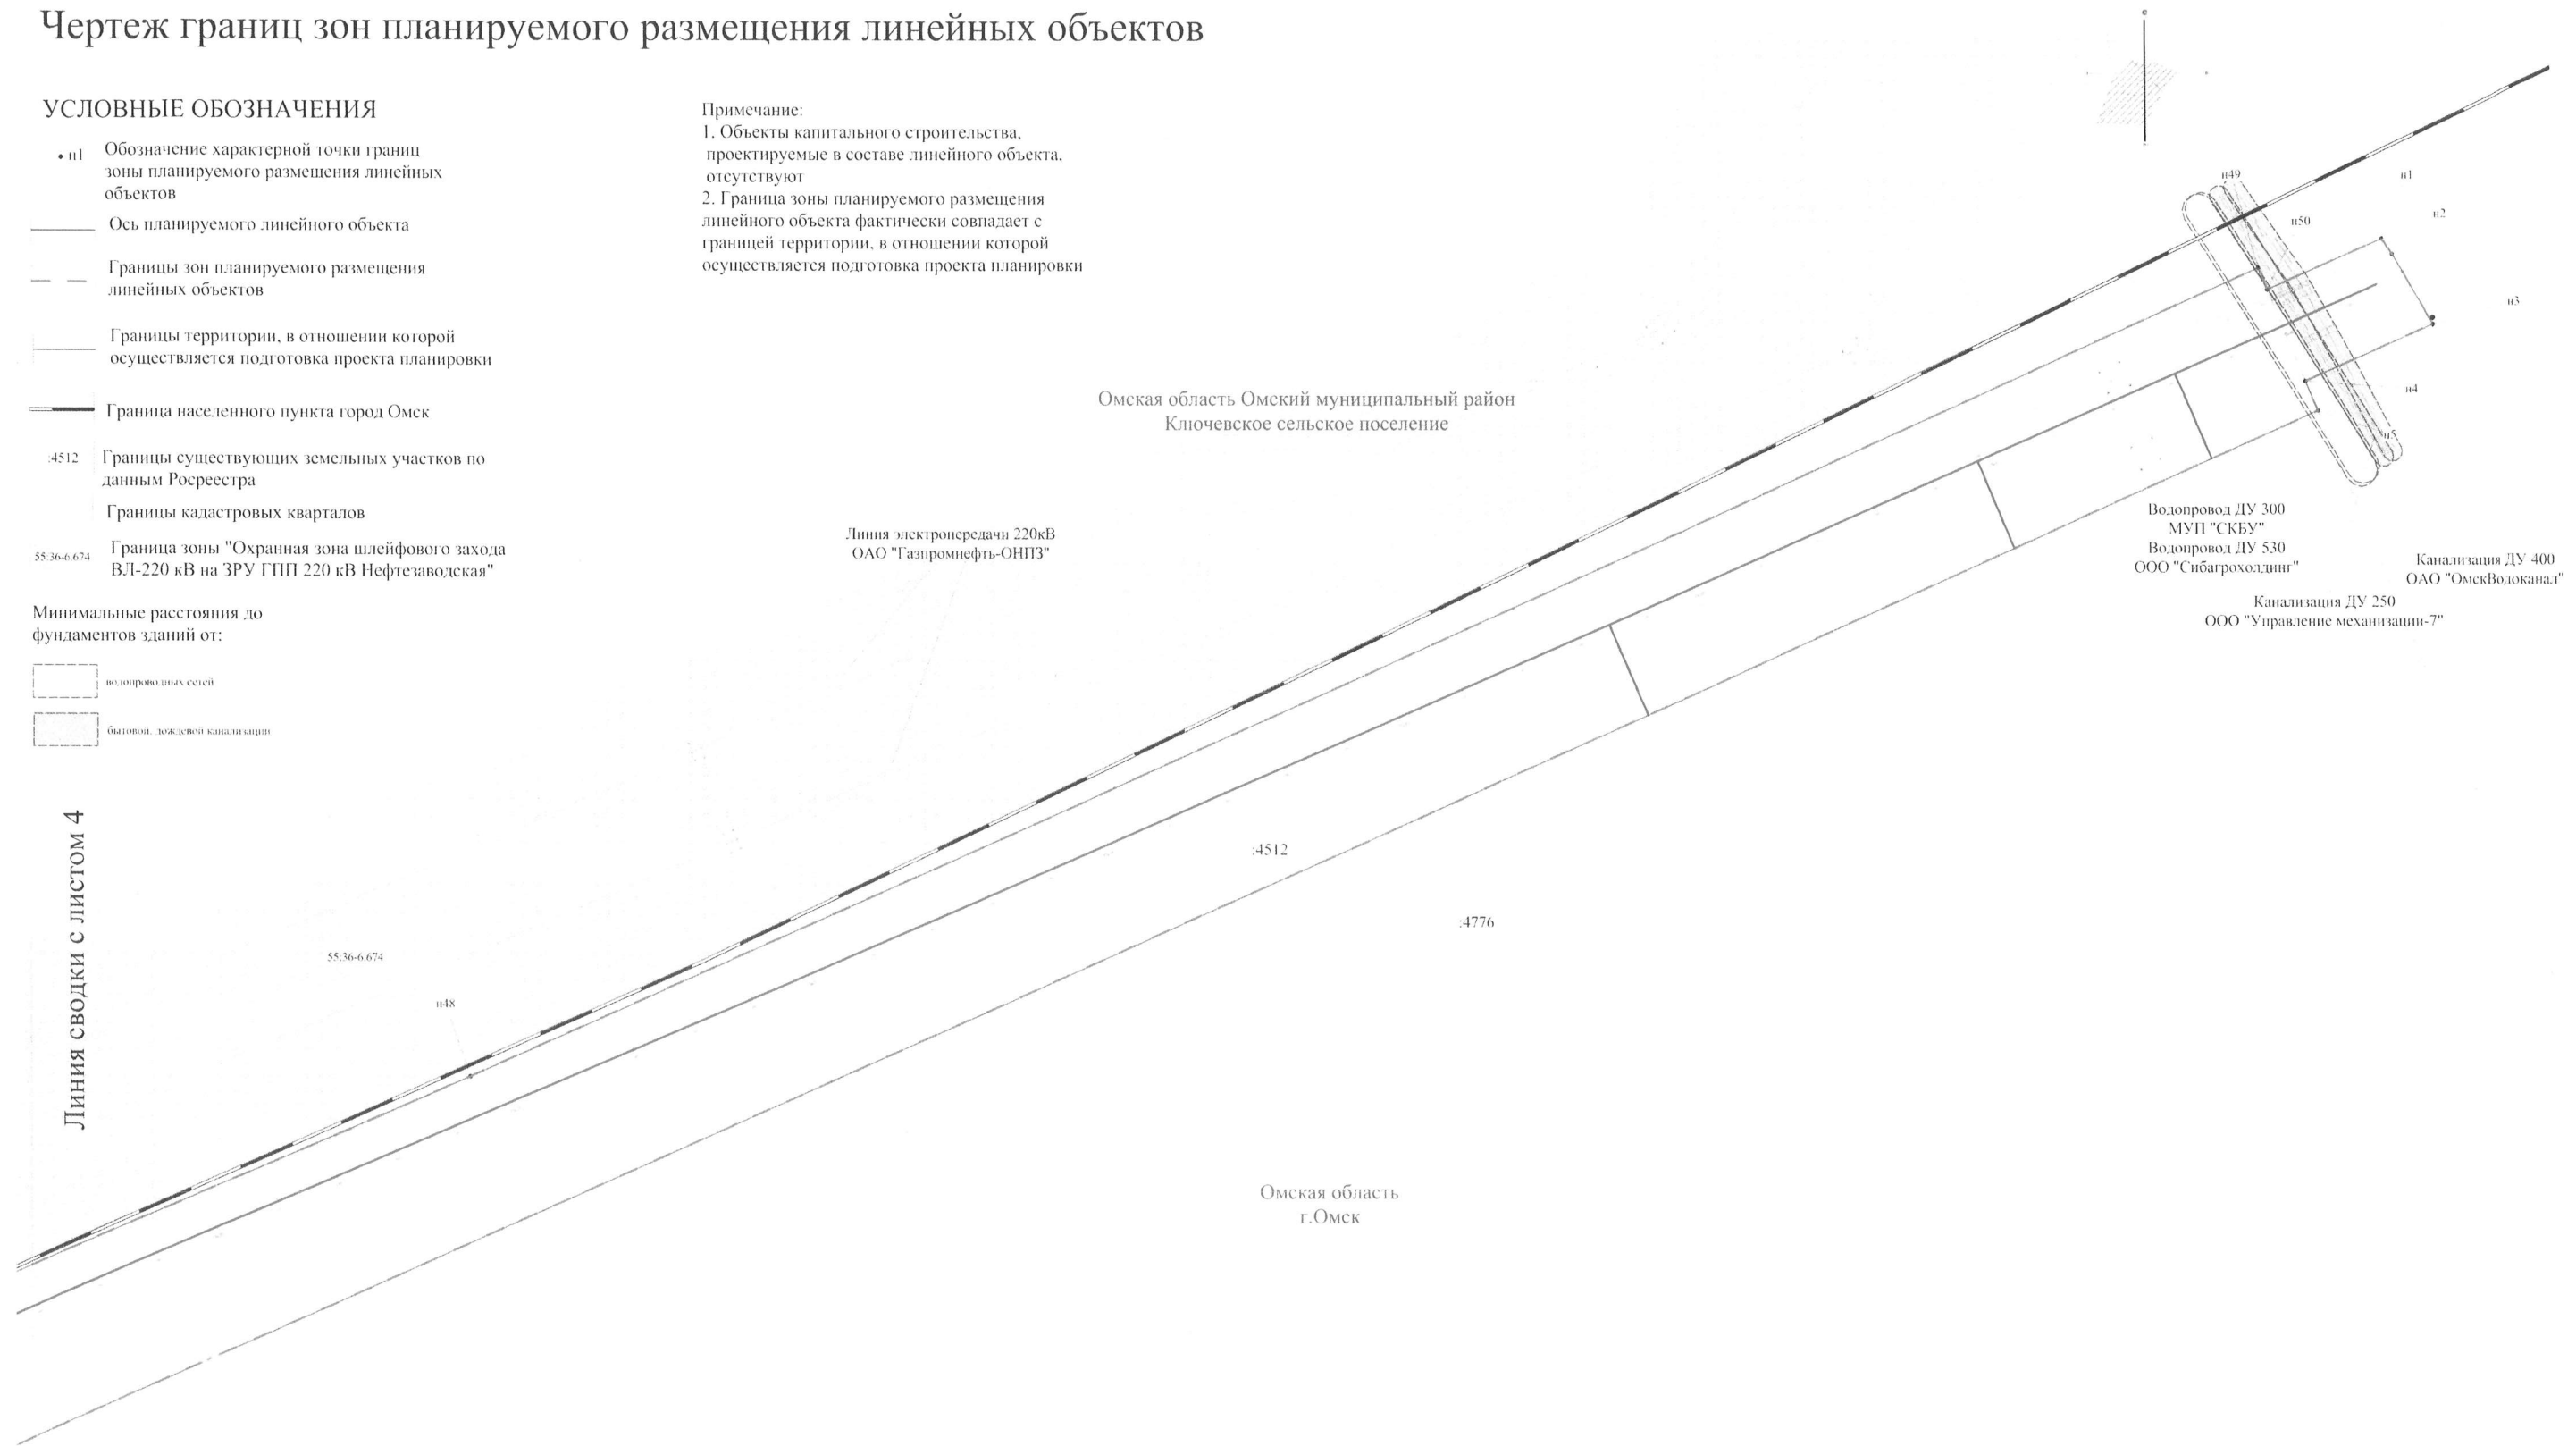 Чертеж границ зон планируемого размещения линейных объектов
УСЛОВНЫЕ ОБОЗНАЧЕНИЯ
н1
Обозначение характерной точки границ
зоны планируемого размещения линейных
объектов
Ось планируемого линейного объекта
Границы зон планируемого размещения
линейных объектов
Границы территории, в отношении которой
осуществляется подготовка проекта планировки
Граница населенного пункта город Омск
:4512
Границы существующих земельных участков по
данным Росреестра
Границы кадастровых кварталов
55:36-6.674
Граница зоны "Охранная зона шлейфового захода
ВЛ-220 кВ на ЗРУ ГПП 220 кВ Нефтезаводская"
Минимальные расстояния до
фундаментов зданий от:
водопроводных сетей
бытовой, дождевой канализации
Примечание:
1. Объекты капитального строительства,
проектируемые в составе линейного объекта,
отсутствуют
2. Граница зоны планируемого размещения
линейного объекта фактически совпадает с
границей территории, в отношении которой
осуществляется подготовка проекта планировки
с
н49
н1
н50
н2
н3
н4
н5
Омская область Омский муниципальный район
Ключевское сельское поселение
Линия электропередачи 220кВ
ОАО "Газпромнефть-ОНПЗ"
Водопровод ДУ 300
МУП "СКБУ"
Водопровод ДУ 530
ООО "Сибагрохолдинг"
Канализация ДУ 400
ОАО "ОмскВодоканал"
Канализация ДУ 250
ООО "Управление механизации-7"
Линия сводки с листом 4
:4512
:4776
55:36-6.674
н48
Омская область
г.Омск